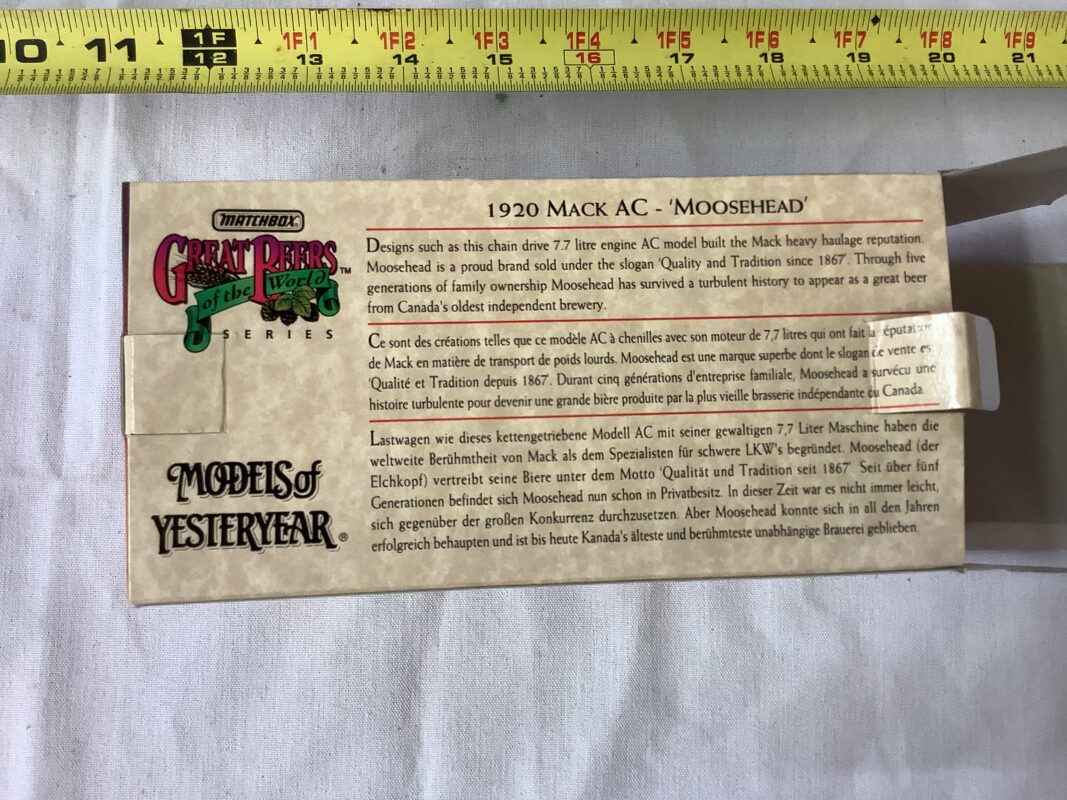 10 11 1F 1F1 1F2 1F3 1F4 1F5 1F6 1F7 1F8 1F9
12 13 14 15 16 17 18 19 20 21
MATCHBOX
GREAT BEERS
of the World
SERIES
MODELS of
YESTERYEAR®
1920 MACK AC - 'MOOSEHEAD'
Designs such as this chain drive 7.7 litre engine AC model built the Mack heavy haulage reputation.
Moosehead is a proud brand sold under the slogan 'Quality and Tradition since 1867'. Through five
generations of family ownership Moosehead has survived a turbulent history to appear as a great beer
from Canada's oldest independent brewery.
Ce sont des créations telles que ce modèle AC à chenilles avec son moteur de 7,7 litres qui ont fait la réputation
de Mack en matière de transport de poids lourds. Moosehead est une marque superbe dont le slogan de vente es
'Qualité et Tradition depuis 1867'. Durant cinq générations d'entreprise familiale, Moosehead a survécu une
histoire turbulente pour devenir une grande bière produite par la plus vieille brasserie indépendante du Canada.
Lastwagen wie dieses kettengetriebene Modell AC mit seiner gewaltigen 7,7 Liter Maschine haben die
weltweite Berühmtheit von Mack als dem Spezialisten für schwere LKW's begründet. Moosehead (der
Elchkopf) vertreibt seine Biere unter dem Motto 'Qualität und Tradition seit 1867'. Seit über fünf
Generationen befindet sich Moosehead nun schon in Privatbesitz. In dieser Zeit war es nicht immer leicht,
sich gegenüber der großen Konkurrenz durchzusetzen. Aber Moosehead konnte sich in all den Jahren
erfolgreich behaupten und ist bis heute Kanada's älteste und berühmteste unabhängige Brauerei geblieben.